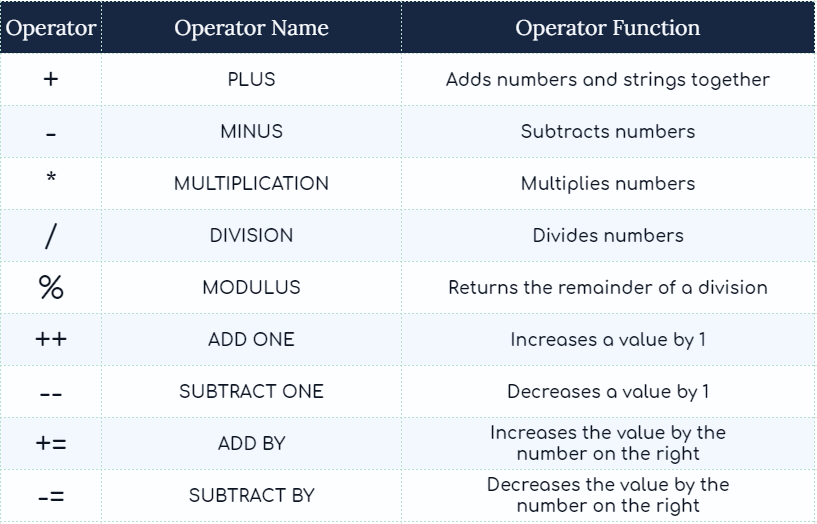 Operator Operator Name Operator Function
+ PLUS Adds numbers and strings together
- MINUS Subtracts numbers
* MULTIPLICATION Multiplies numbers
/ DIVISION Divides numbers
% MODULUS Returns the remainder of a division
++ ADD ONE Increases a value by 1
-- SUBTRACT ONE Decreases a value by 1
+= ADD BY Increases the value by the
number on the right
-= SUBTRACT BY Decreases the value by the
number on the right